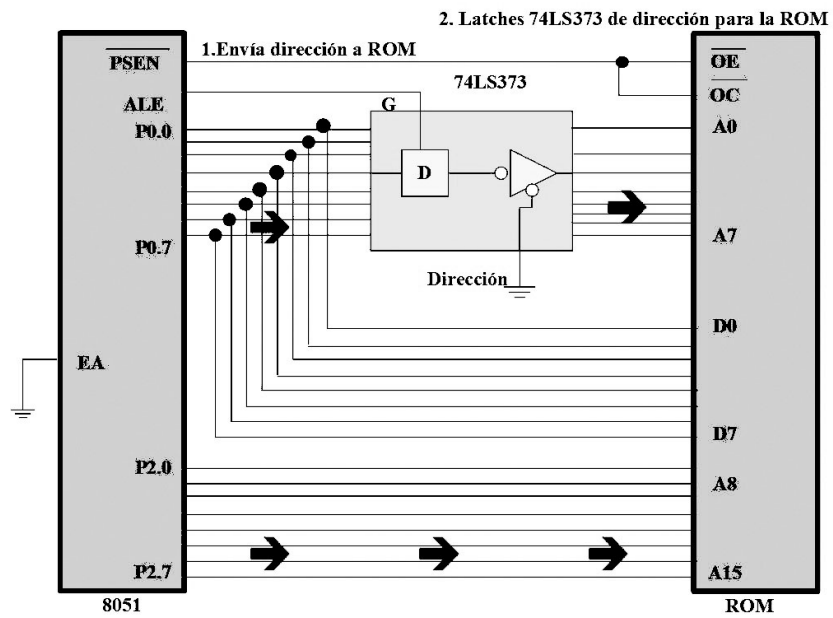 2. Latches 74LS373 de dirección para la ROM
1.Envía dirección a ROM
PSEN
OE
74LS373
ALE
G
OC
P0.0
A0
D
P0.7
A7
Dirección
D0
EA
D7
P2.0
A8
P2.7
A15
8051
ROM